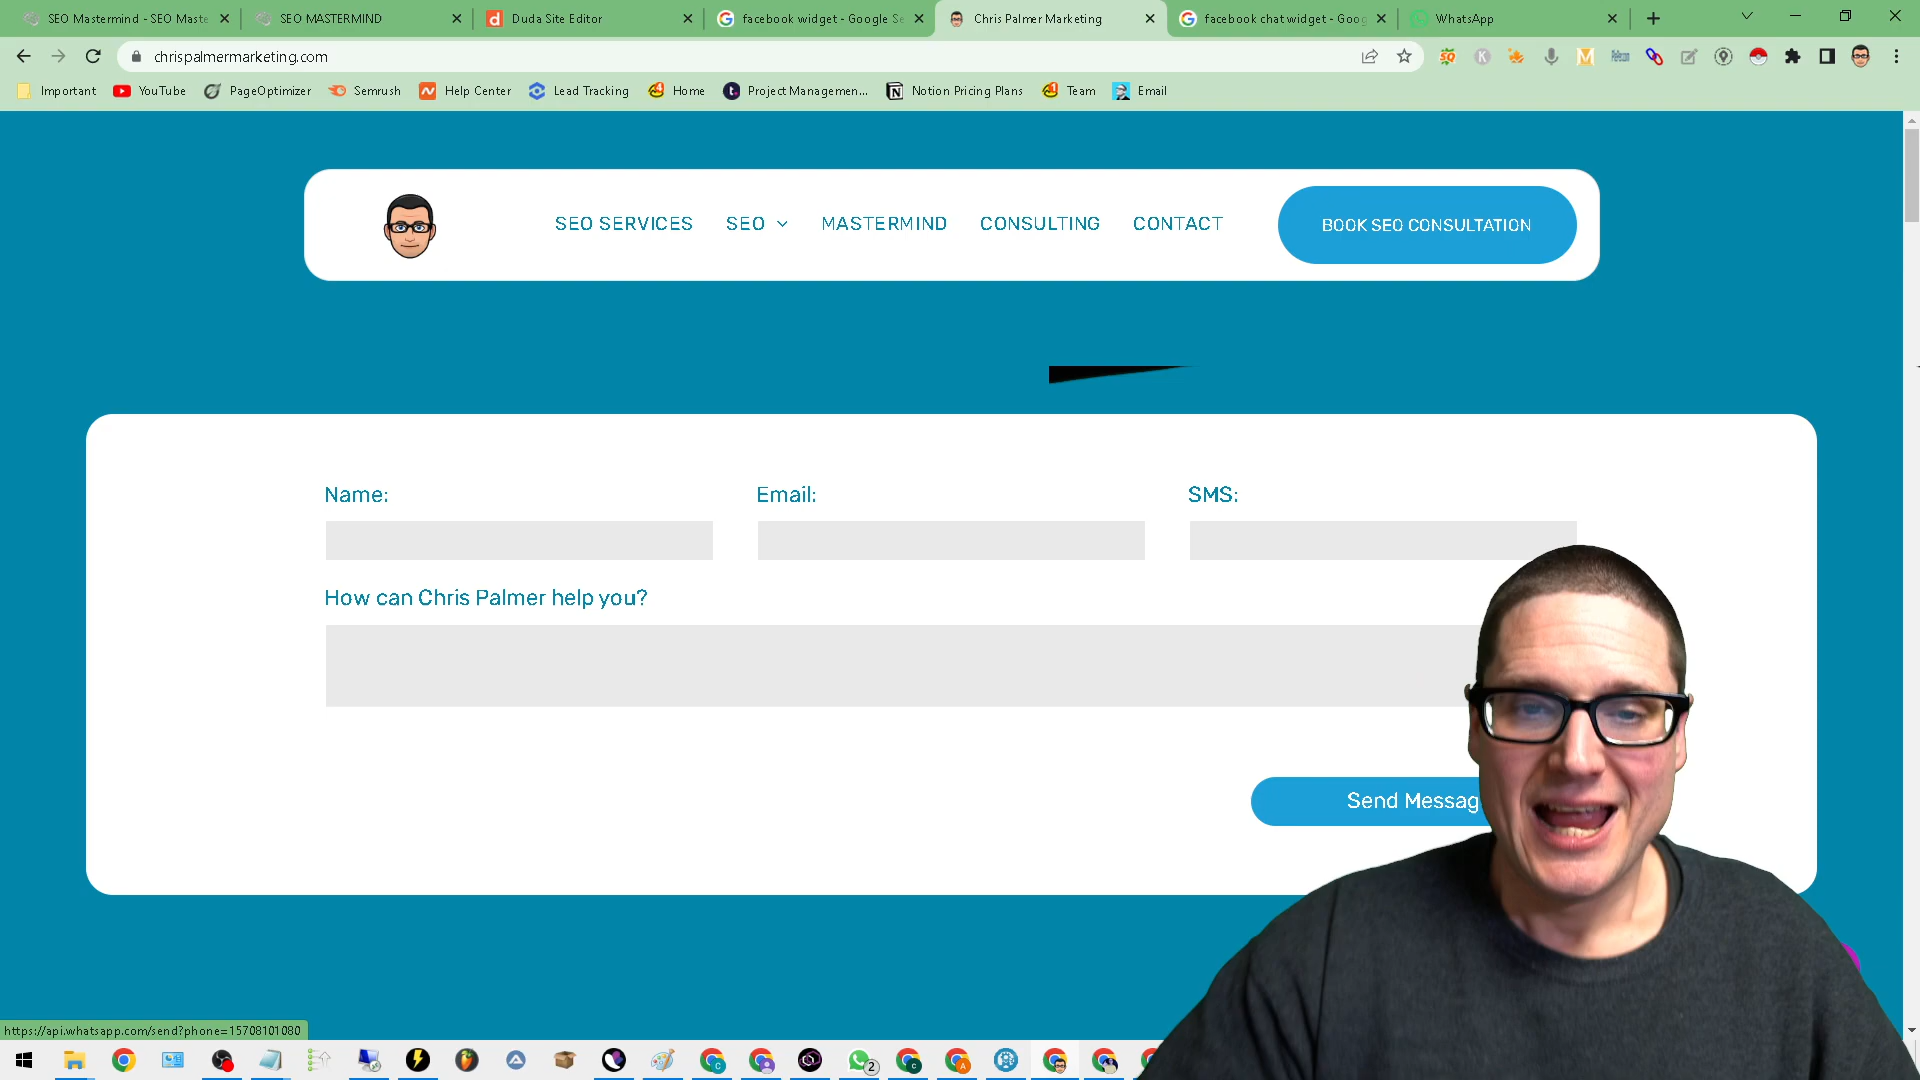 SEO Mastermind - SEO Maste
SEO MASTERMIND
Duda Site Editor
facebook widget - Google Se
Chris Palmer Marketing
facebook chat widget - Goog
WhatsApp
chrispalmermarketing.com
Important
YouTube
PageOptimizer
Semrush
Help Center
Lead Tracking
Home
Project Managemen...
Notion Pricing Plans
Team
Email
SEO SERVICES
SEO
MASTERMIND
CONSULTING
CONTACT
BOOK SEO CONSULTATION
Name:
Email:
SMS:
How can Chris Palmer help you?
Send Messag
https://api.whatsapp.com/send?phone=15708101080
2